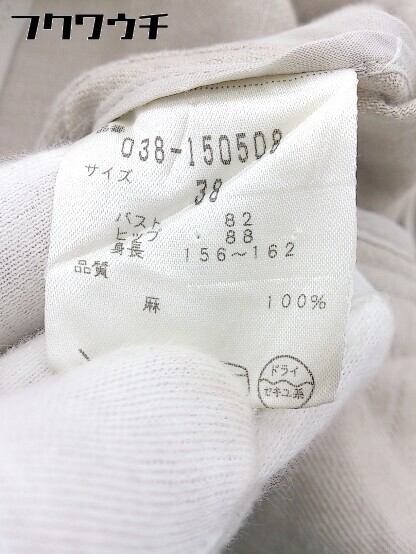 フクワウチ
038-150508
サイズ
38
バスト 82
ヒップ 88
身長 156~162
品質
麻 100%
ドライ
セキユ系